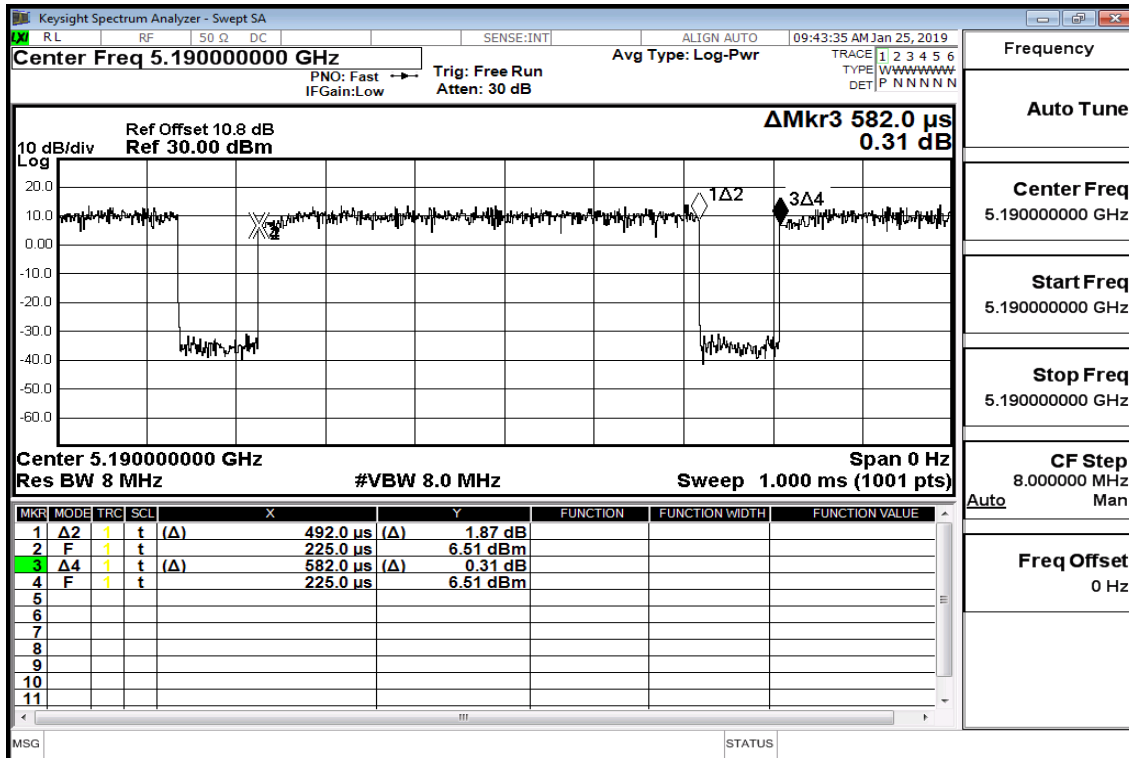 Keysight Spectrum Analyzer - Swept SA
LXI RL RF 50 Ω DC SENSE:INT ALIGN AUTO 09:43:35 AM Jan 25, 2019
Center Freq 5.190000000 GHz Avg Type: Log-Pwr TRACE 1 2 3 4 5 6
PNO: Fast Trig: Free Run TYPE WWWWWW
IFGain:Low Atten: 30 dB DET P N N N N N
ΔMkr3 582.0 µs
0.31 dB
Ref Offset 10.8 dB
10 dB/div Ref 30.00 dBm
Log
20.0
10.0
0.00
-10.0
-20.0
-30.0
-40.0
-50.0
-60.0
1Δ2
3Δ4
Center 5.190000000 GHz Span 0 Hz
Res BW 8 MHz #VBW 8.0 MHz Sweep 1.000 ms (1001 pts)
MKR MODE TRC SCL X Y FUNCTION FUNCTION WIDTH FUNCTION VALUE
1 Δ2 1 t (Δ) 492.0 µs (Δ) 1.87 dB
2 F 1 t 225.0 µs 6.51 dBm
3 Δ4 1 t (Δ) 582.0 µs (Δ) 0.31 dB
4 F 1 t 225.0 µs 6.51 dBm
5
6
7
8
9
10
11
MSG STATUS
Frequency
Auto Tune
Center Freq
5.190000000 GHz
Start Freq
5.190000000 GHz
Stop Freq
5.190000000 GHz
CF Step
8.000000 MHz
Auto Man
Freq Offset
0 Hz